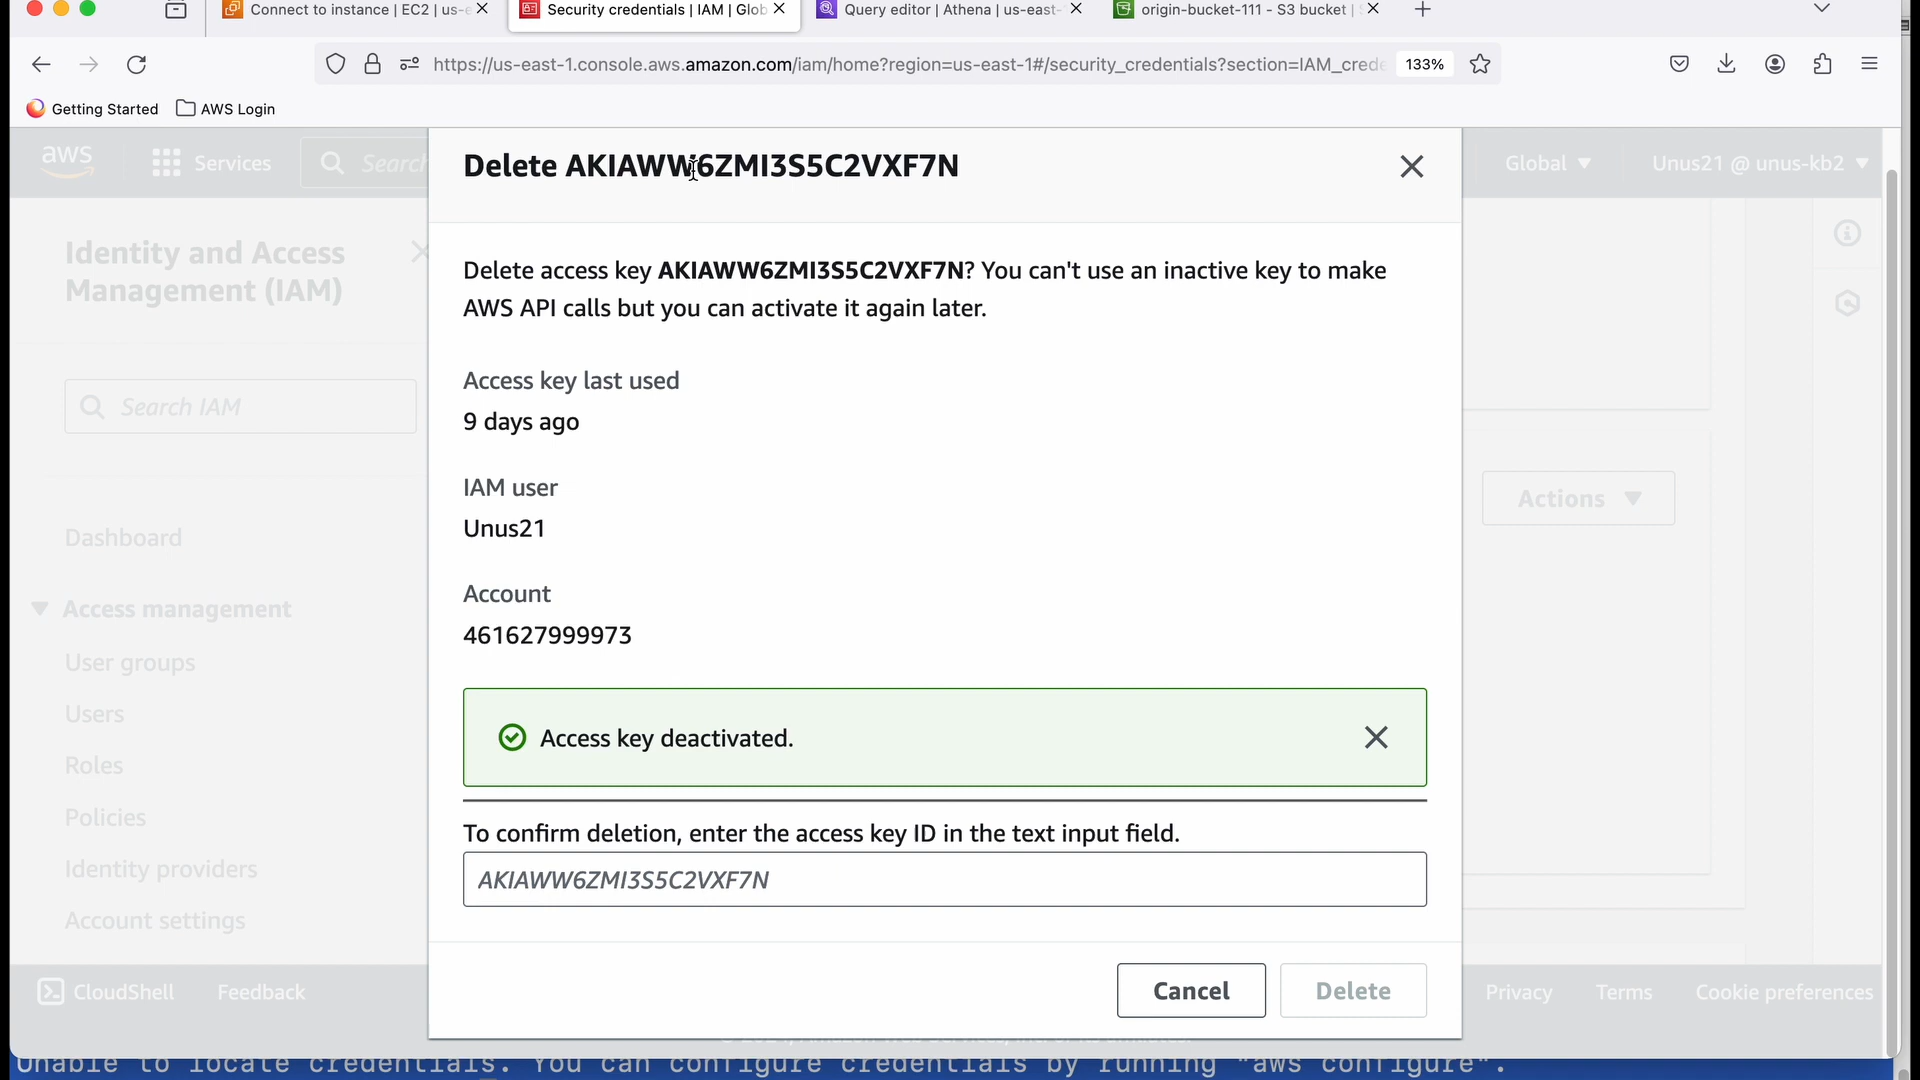 Connect to instance | EC2 | us-e
Security credentials | IAM | Glob
Query editor | Athena | us-east-
origin-bucket-111 - S3 bucket |
https://us-east-1.console.aws.amazon.com/iam/home?region=us-east-1#/security_credentials?section=IAM_crede
133%
Getting Started
AWS Login
aws
Services
Search
Global
Unus21 @ unus-kb2
Delete AKIAWW6ZMI3S5C2VXF7N
Identity and Access
Management (IAM)
Search IAM
Dashboard
Access management
User groups
Users
Roles
Policies
Identity providers
Account settings
Delete access key AKIAWW6ZMI3S5C2VXF7N? You can't use an inactive key to make
AWS API calls but you can activate it again later.
Access key last used
9 days ago
IAM user
Unus21
Account
461627999973
Access key deactivated.
To confirm deletion, enter the access key ID in the text input field.
AKIAWW6ZMI3S5C2VXF7N
Cancel
Delete
Actions
CloudShell
Feedback
Privacy
Terms
Cookie preferences
Unable to locate credentials. You can configure credentials by running "aws configure".